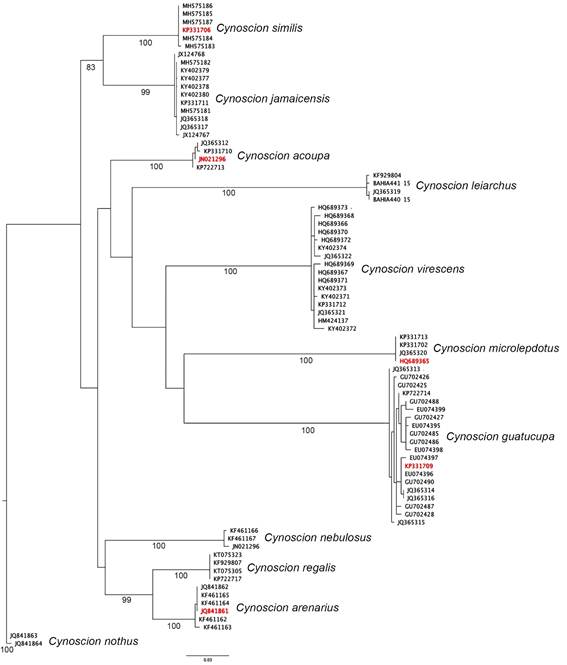 MH575186
MH575185
MH575187
KP331706
MH575184
MH575183
100
Cynoscion similis
83
JX124768
MH575182
KY402379
KY402377
KY402378
KY402380
KP331711
MH575181
JQ365318
JQ365317
JX124767
99
Cynoscion jamaicensis
JQ365312
KP331710
JN021296
KP722713
100
Cynoscion acoupa
KF929804
BAHIA441 15
JQ365319
BAHIA440 15
100
Cynoscion leiarchus
HQ689373
HQ689368
HQ689366
HQ689370
HQ689372
KY402374
JQ365322
HQ689369
HQ689367
HQ689371
KY402373
KY402371
KP331712
JQ365321
HM424137
KY402372
100
Cynoscion virescens
KP331713
KP331702
JQ365320
HQ689365
100
Cynoscion microlepdotus
JQ365313
GU702426
GU702425
KP722714
GU702488
EU074399
GU702427
EU074395
GU702485
GU702486
EU074398
EU074397
KP331709
EU074396
GU702490
JQ365314
JQ365316
GU702487
GU702428
JQ365315
100
Cynoscion guatucupa
KF461166
KF461167
JN021296
100
Cynoscion nebulosus
KT075323
KF929807
KT075305
KP722717
100
Cynoscion regalis
99
JQ841862
KF461165
KF461164
JQ841861
KF461162
KF461163
100
Cynoscion arenarius
JQ841863
JQ841864
100
Cynoscion nothus
0.03